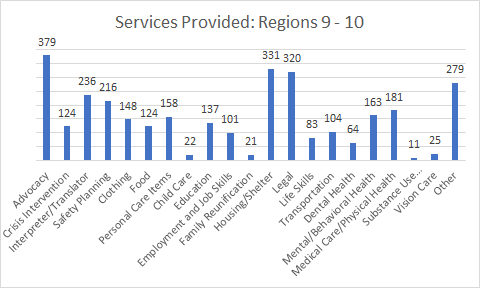 Services Provided: Regions 9 - 10
379
124
236
216
148
124
158
22
137
101
21
331
320
83
104
64
163
181
11
25
279
Advocacy
Crisis Intervention
Interpreter/Translator
Safety Planning
Clothing
Food
Personal Care Items
Child Care
Education
Employment and Job Skills
Family Reunification
Housing/Shelter
Legal
Life Skills
Transportation
Dental Health
Mental/Behavioral Health
Medical Care/Physical Health
Substance Use...
Vision Care
Other